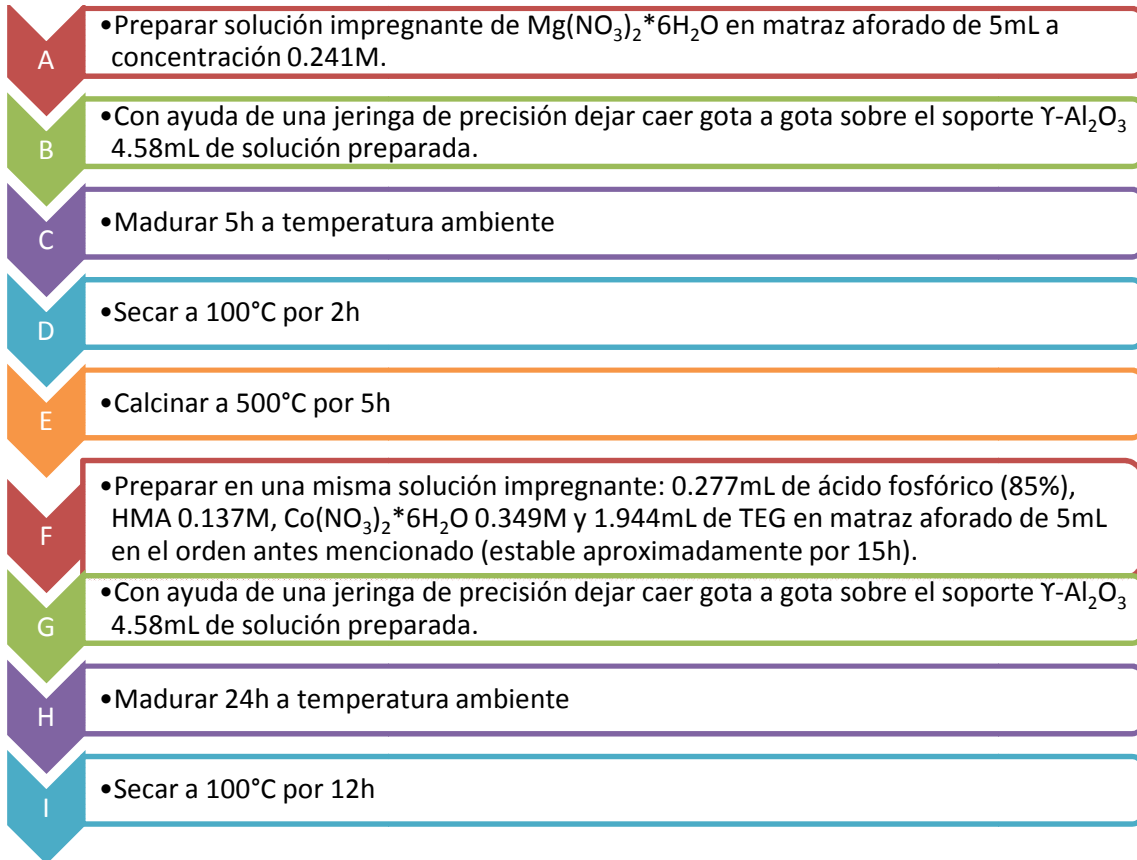 A
•Preparar solución impregnante de Mg(NO₃)₂*6H₂O en matraz aforado de 5mL a
concentración 0.241M.
B
•Con ayuda de una jeringa de precisión dejar caer gota a gota sobre el soporte ϒ-Al₂O₃
4.58mL de solución preparada.
C
•Madurar 5h a temperatura ambiente
D
•Secar a 100°C por 2h
E
•Calcinar a 500°C por 5h
F
•Preparar en una misma solución impregnante: 0.277mL de ácido fosfórico (85%),
HMA 0.137M, Co(NO₃)₂*6H₂O 0.349M y 1.944mL de TEG en matraz aforado de 5mL
en el orden antes mencionado (estable aproximadamente por 15h).
G
•Con ayuda de una jeringa de precisión dejar caer gota a gota sobre el soporte ϒ-Al₂O₃
4.58mL de solución preparada.
H
•Madurar 24h a temperatura ambiente
I
•Secar a 100°C por 12h